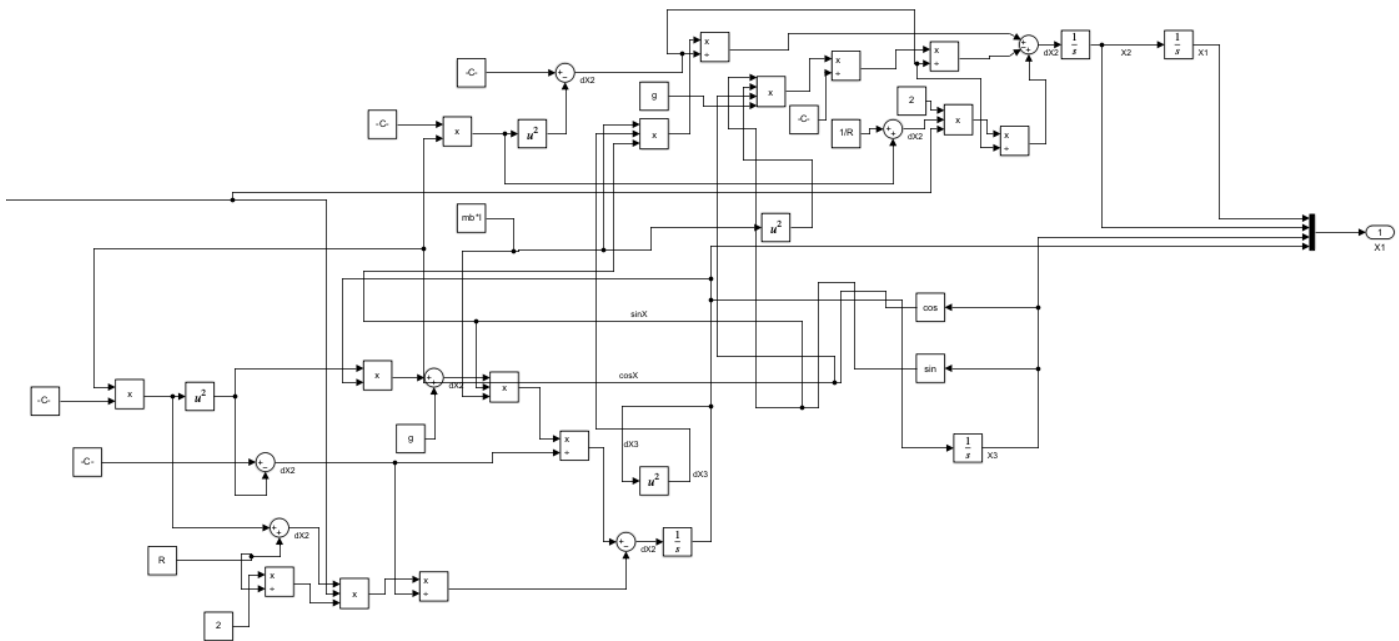 x
÷
x
÷
x
÷
+
-
+
dX2
1
s
X2
1
s
X1
-C-
+
-
dX2
g
x
-C-
2
x
x
÷
-C-
x
u²
x
1/R
+
+
dX2
mb*l
u²
1
X1
cos
sinX
sin
cosX
x
+
+
dX2
x
-C-
x
u²
g
x
÷
dX3
u²
dX3
1
s
X3
-C-
+
-
dX2
+
+
dX2
+
-
dX2
1
s
R
x
÷
x
x
÷
2